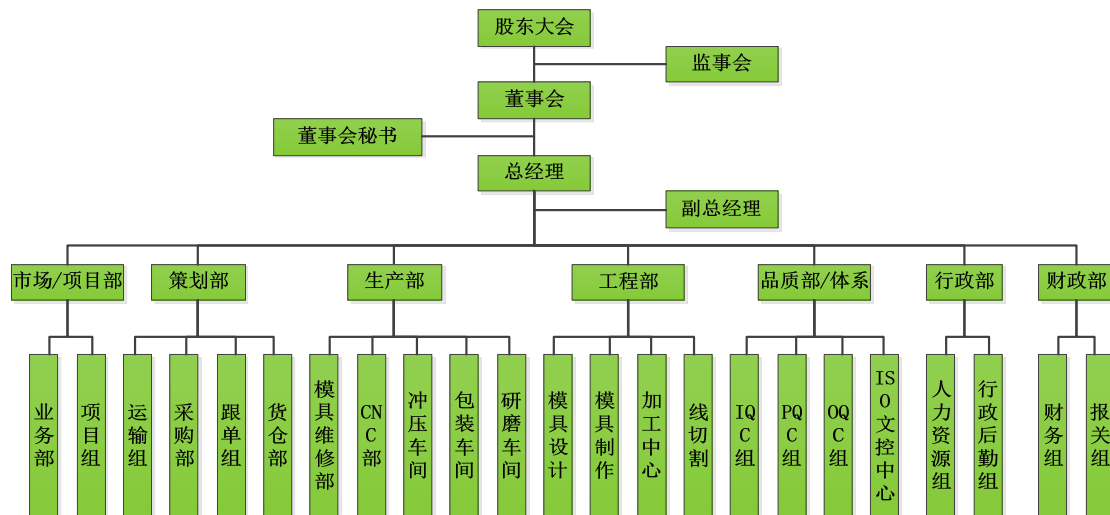 股东大会
监事会
董事会
董事会秘书
总经理
副总经理
市场/项目部
策划部
生产部
工程部
品质部/体系
行政部
财政部
业务部
项目组
运输组
采购部
跟单组
货仓部
模具维修部
CNC部
冲压车间
包装车间
研磨车间
模具设计
模具制作
加工中心
线切割
IQC组
PQC组
OQC组
ISO文控中心
人力资源组
行政后勤组
财务组
报关组